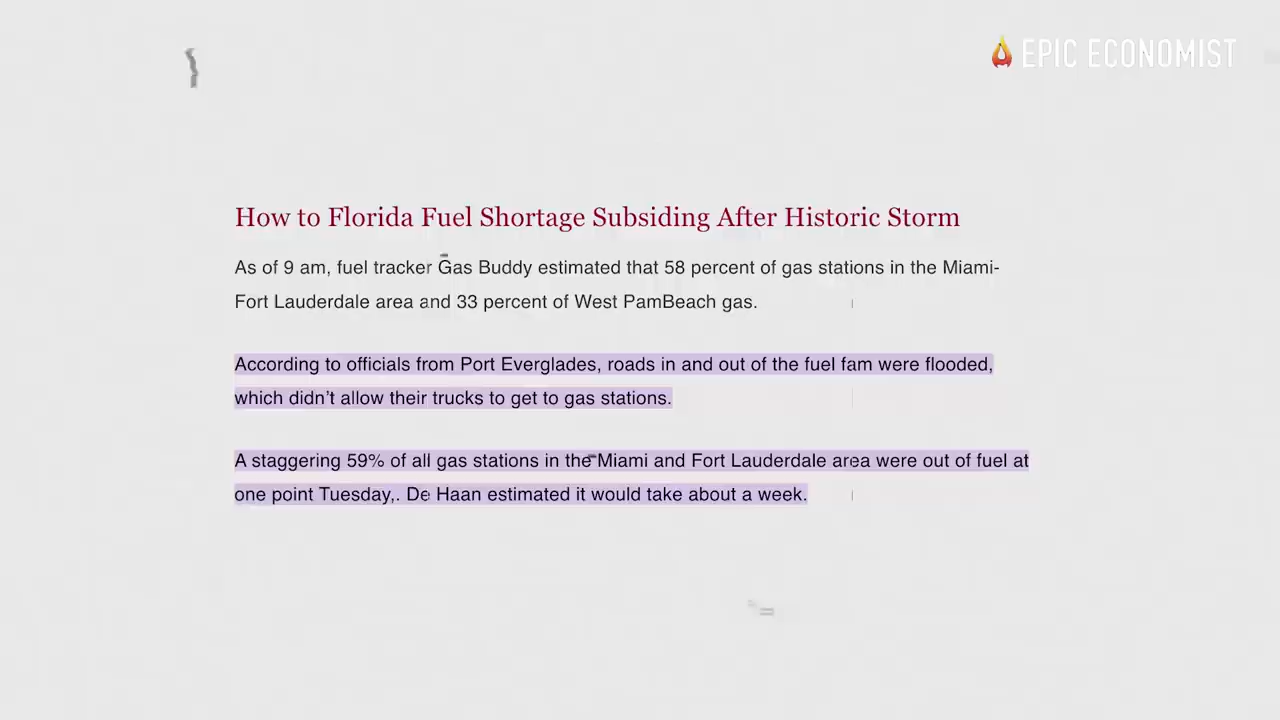 EPIC ECONOMIST
How to Florida Fuel Shortage Subsiding After Historic Storm
As of 9 am, fuel tracker Gas Buddy estimated that 58 percent of gas stations in the Miami-
Fort Lauderdale area and 33 percent of West PamBeach gas.
According to officials from Port Everglades, roads in and out of the fuel fam were flooded,
which didn't allow their trucks to get to gas stations.
A staggering 59% of all gas stations in the Miami and Fort Lauderdale area were out of fuel at
one point Tuesday,. De Haan estimated it would take about a week.